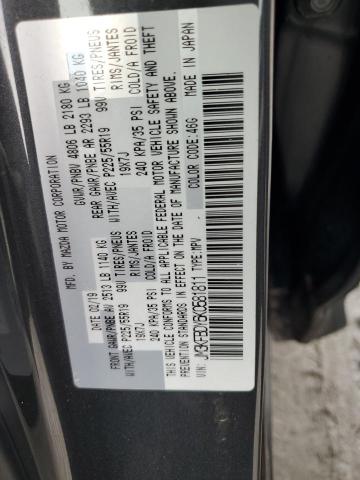 MFD. BY MAZDA MOTOR CORPORATION
DATE 02/19 GVWR/PNBV 4806 LB 2180 KG
FRONT GAWR/PNBE AV 2513 LB 1140 KG REAR GAWR/PNBE AR 2293 LB 1040 KG
WITH/AVEC P225/55R19 99V TIRES/PNEUS WITH/AVEC P225/55R19 99V TIRES/PNEUS
19X7J RIMS/JANTES 19X7J RIMS/JANTES
240 KPA/35 PSI COLD/A FROID 240 KPA/35 PSI COLD/A FROID
THIS VEHICLE CONFORMS TO ALL APPLICABLE FEDERAL MOTOR VEHICLE SAFETY AND THEFT
PREVENTION STANDARDS IN EFFECT ON THE DATE OF MANUFACTURE SHOWN ABOVE.
VIN: TYPE:MPV COLOR CODE:46G MADE IN JAPAN